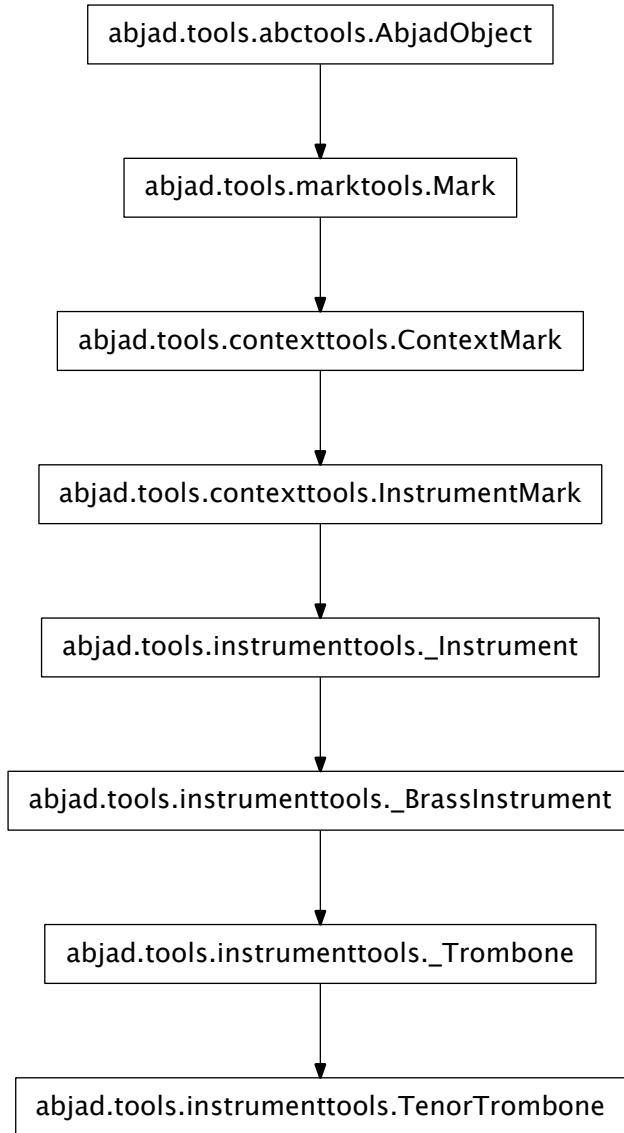 abjad.tools.abctools.AbjadObject
abjad.tools.marktools.Mark
abjad.tools.contexttools.ContextMark
abjad.tools.contexttools.InstrumentMark
abjad.tools.instrumenttools._Instrument
abjad.tools.instrumenttools._BrassInstrument
abjad.tools.instrumenttools._Trombone
abjad.tools.instrumenttools.TenorTrombone